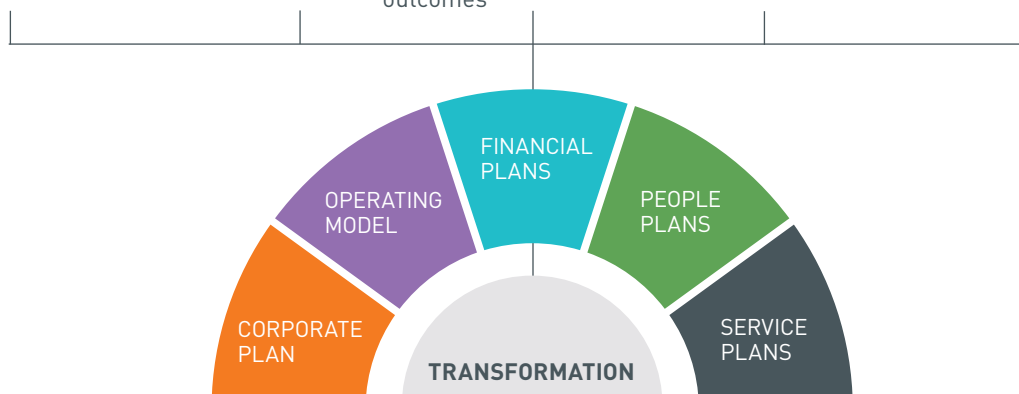 outcomes
FINANCIAL
PLANS
OPERATING
MODEL
PEOPLE
PLANS
CORPORATE
PLAN
SERVICE
PLANS
TRANSFORMATION